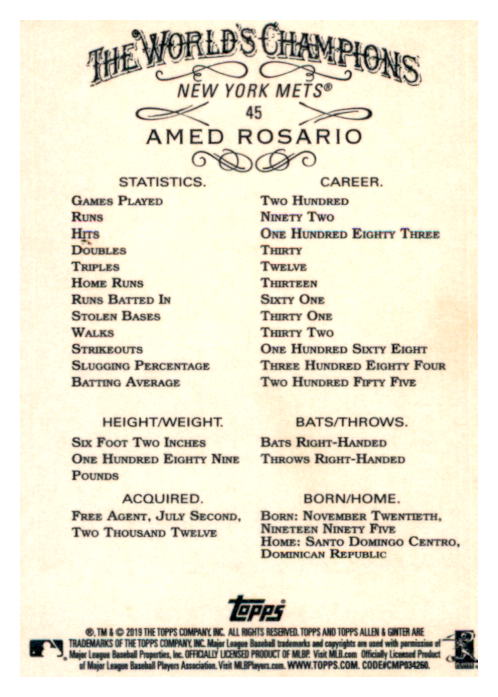 THE WORLD'S CHAMPIONS
NEW YORK METS®
45
AMED ROSARIO
STATISTICS. CAREER.
GAMES PLAYED TWO HUNDRED
RUNS NINETY TWO
HITS ONE HUNDRED EIGHTY THREE
DOUBLES THIRTY
TRIPLES TWELVE
HOME RUNS THIRTEEN
RUNS BATTED IN SIXTY ONE
STOLEN BASES THIRTY ONE
WALKS THIRTY TWO
STRIKEOUTS ONE HUNDRED SIXTY EIGHT
SLUGGING PERCENTAGE THREE HUNDRED EIGHTY FOUR
BATTING AVERAGE TWO HUNDRED FIFTY FIVE
HEIGHT/WEIGHT.
SIX FOOT TWO INCHES
ONE HUNDRED EIGHTY NINE
POUNDS
BATS/THROWS.
BATS RIGHT-HANDED
THROWS RIGHT-HANDED
ACQUIRED.
FREE AGENT, JULY SECOND,
TWO THOUSAND TWELVE
BORN/HOME.
BORN: NOVEMBER TWENTIETH,
NINETEEN NINETY FIVE
HOME: SANTO DOMINGO CENTRO,
DOMINICAN REPUBLIC
TOPPS
®, TM & © 2019 THE TOPPS COMPANY, INC. ALL RIGHTS RESERVED. TOPPS AND TOPPS ALLEN & GINTER ARE
TRADEMARKS OF THE TOPPS COMPANY, INC. Major League Baseball trademarks and copyrights are used with permission of
Major League Baseball Properties, Inc. OFFICIALLY LICENSED PRODUCT OF MLBP. Visit MLB.com Officially Licensed Product
of Major League Baseball Players Association. Visit MLBPlayers.com. WWW.TOPPS.COM. CODE#CMP034260.